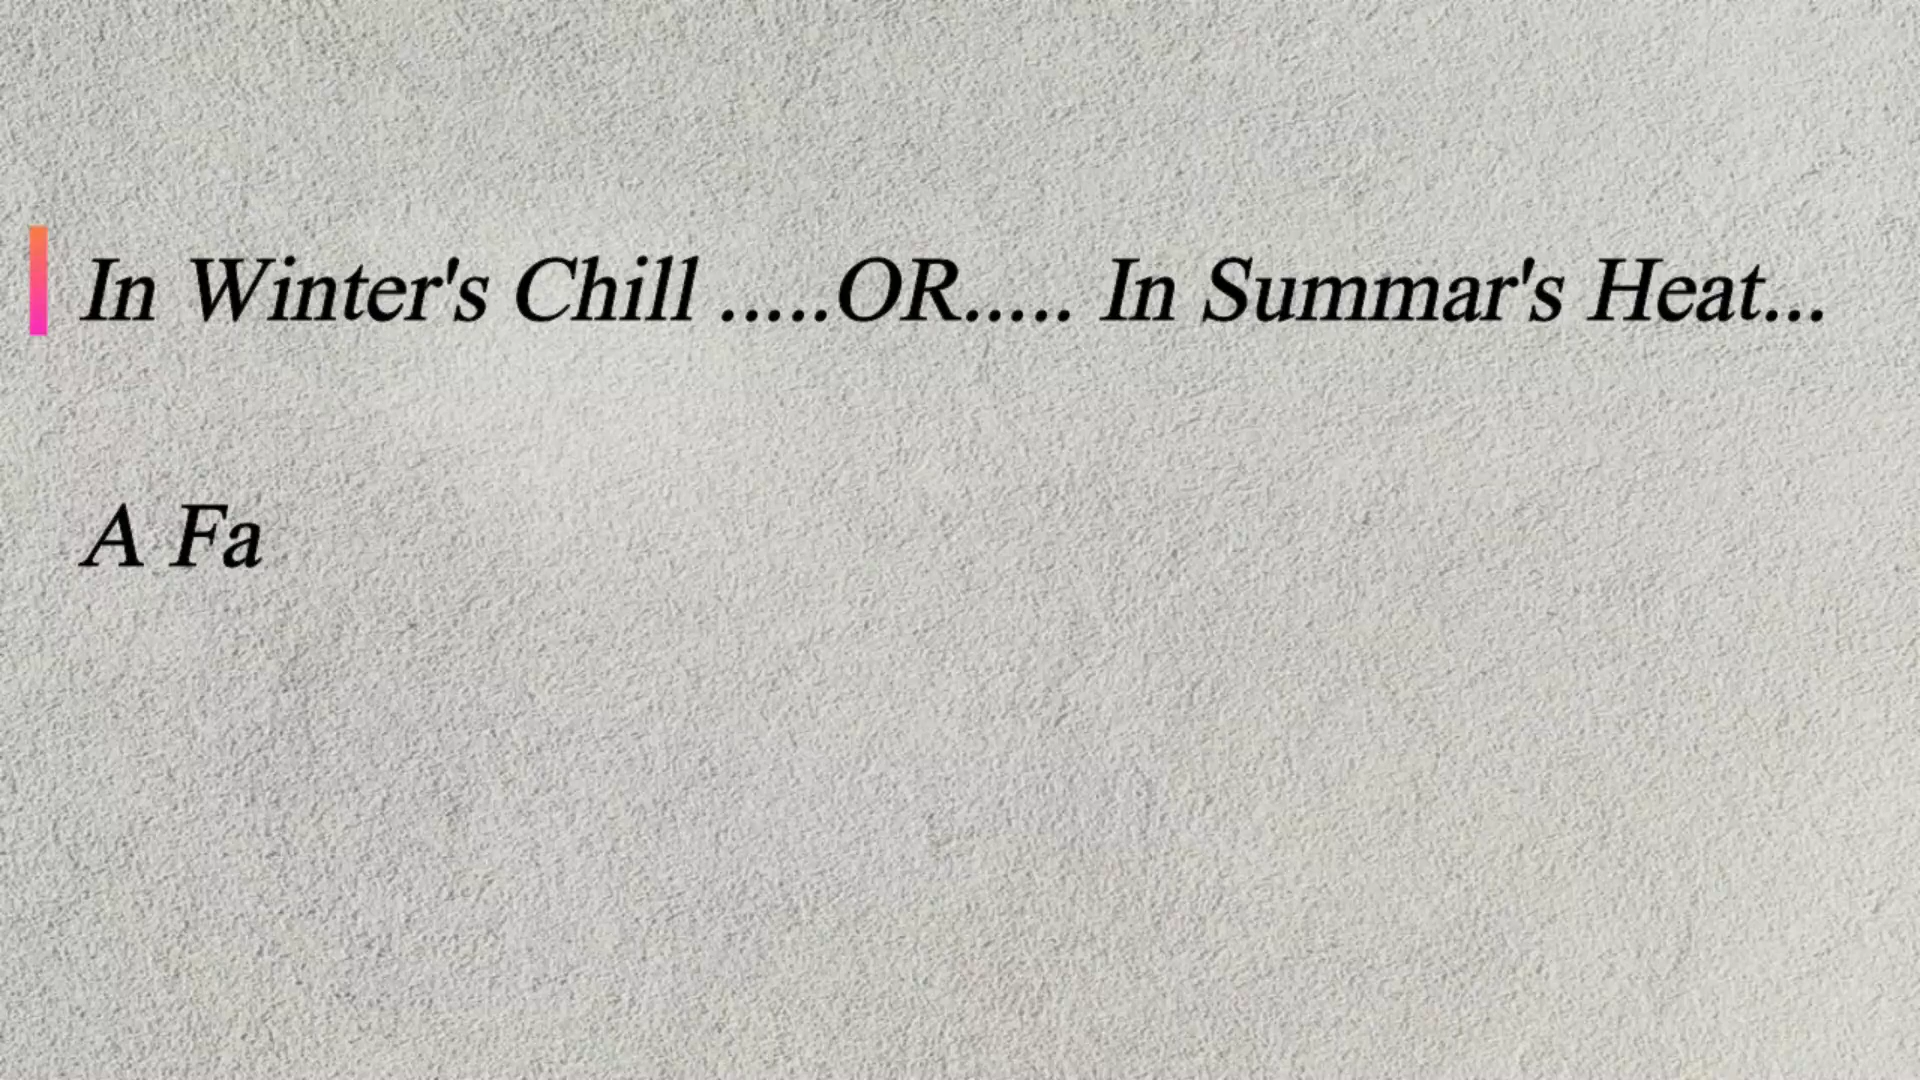 In Winter's Chill .....OR..... In Summar's Heat...
A Fa